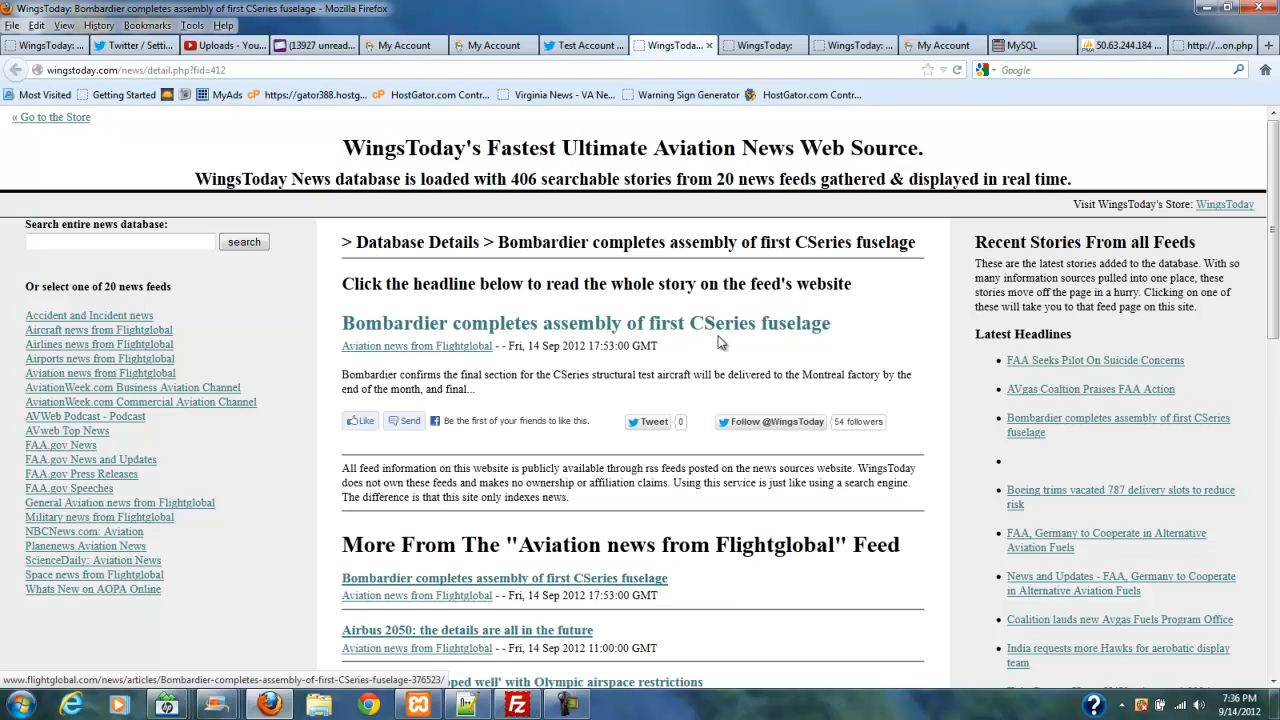 WingsToday: Bombardier completes assembly of first CSeries fuselage - Mozilla Firefox
File Edit View History Bookmarks Tools Help
WingsToday:...
Twitter / Setti...
Uploads - You...
(13927 unread...
My Account
My Account
Test Account ...
WingsToda...
WingsToday:
WingsToday: ...
My Account
MySQL
50.63.244.184 ...
http:/...on.php
wingstoday.com/news/detail.php?fid=412
Google
Most Visited
Getting Started
MyAds
https://gator388.hostg...
HostGator.com Contr...
Virginia News - VA Ne...
Warning Sign Generator
HostGator.com Contr...
« Go to the Store
WingsToday's Fastest Ultimate Aviation News Web Source.
WingsToday News database is loaded with 406 searchable stories from 20 news feeds gathered & displayed in real time.
Visit WingsToday's Store: WingsToday
Search entire news database:
search
Or select one of 20 news feeds
Accident and Incident news
Aircraft news from Flightglobal
Airlines news from Flightglobal
Airports news from Flightglobal
Aviation news from Flightglobal
AviationWeek.com Business Aviation Channel
AviationWeek.com Commercial Aviation Channel
AVWeb Podcast - Podcast
AVweb Top News
FAA.gov News
FAA.gov News and Updates
FAA.gov Press Releases
FAA.gov Speeches
General Aviation news from Flightglobal
Military news from Flightglobal
NBCNews.com: Aviation
Planenews Aviation News
ScienceDaily: Aviation News
Space news from Flightglobal
Whats New on AOPA Online
> Database Details > Bombardier completes assembly of first CSeries fuselage
Click the headline below to read the whole story on the feed's website
Bombardier completes assembly of first CSeries fuselage
Aviation news from Flightglobal - - Fri, 14 Sep 2012 17:53:00 GMT
Bombardier confirms the final section for the CSeries structural test aircraft will be delivered to the Montreal factory by the
end of the month, and final...
Like Send Be the first of your friends to like this. Tweet 0 Follow @WingsToday 54 followers
All feed information on this website is publicly available through rss feeds posted on the news sources website. WingsToday
does not own these feeds and makes no ownership or affiliation claims. Using this service is just like using a search engine.
The difference is that this site only indexes news.
More From The "Aviation news from Flightglobal" Feed
Bombardier completes assembly of first CSeries fuselage
Aviation news from Flightglobal - - Fri, 14 Sep 2012 17:53:00 GMT
Airbus 2050: the details are all in the future
Aviation news from Flightglobal - - Fri, 14 Sep 2012 11:00:00 GMT
well' with Olympic airspace restrictions
Recent Stories From all Feeds
These are the latest stories added to the database. With so
many information sources pulled into one place, these
stories move off the page in a hurry. Clicking on one of
these will take you to that feed page on this site.
Latest Headlines
FAA Seeks Pilot On Suicide Concerns
AVgas Coalition Praises FAA Action
Bombardier completes assembly of first CSeries
fuselage
Boeing trims vacated 787 delivery slots to reduce
risk
FAA, Germany to Cooperate in Alternative
Aviation Fuels
News and Updates - FAA, Germany to Cooperate
in Alternative Aviation Fuels
Coalition lauds new Avgas Fuels Program Office
India requests more Hawks for aerobatic display
team
www.flightglobal.com/news/articles/Bombardier-completes-assembly-of-first-CSeries-fuselage-376523/
7:36 PM
9/14/2012